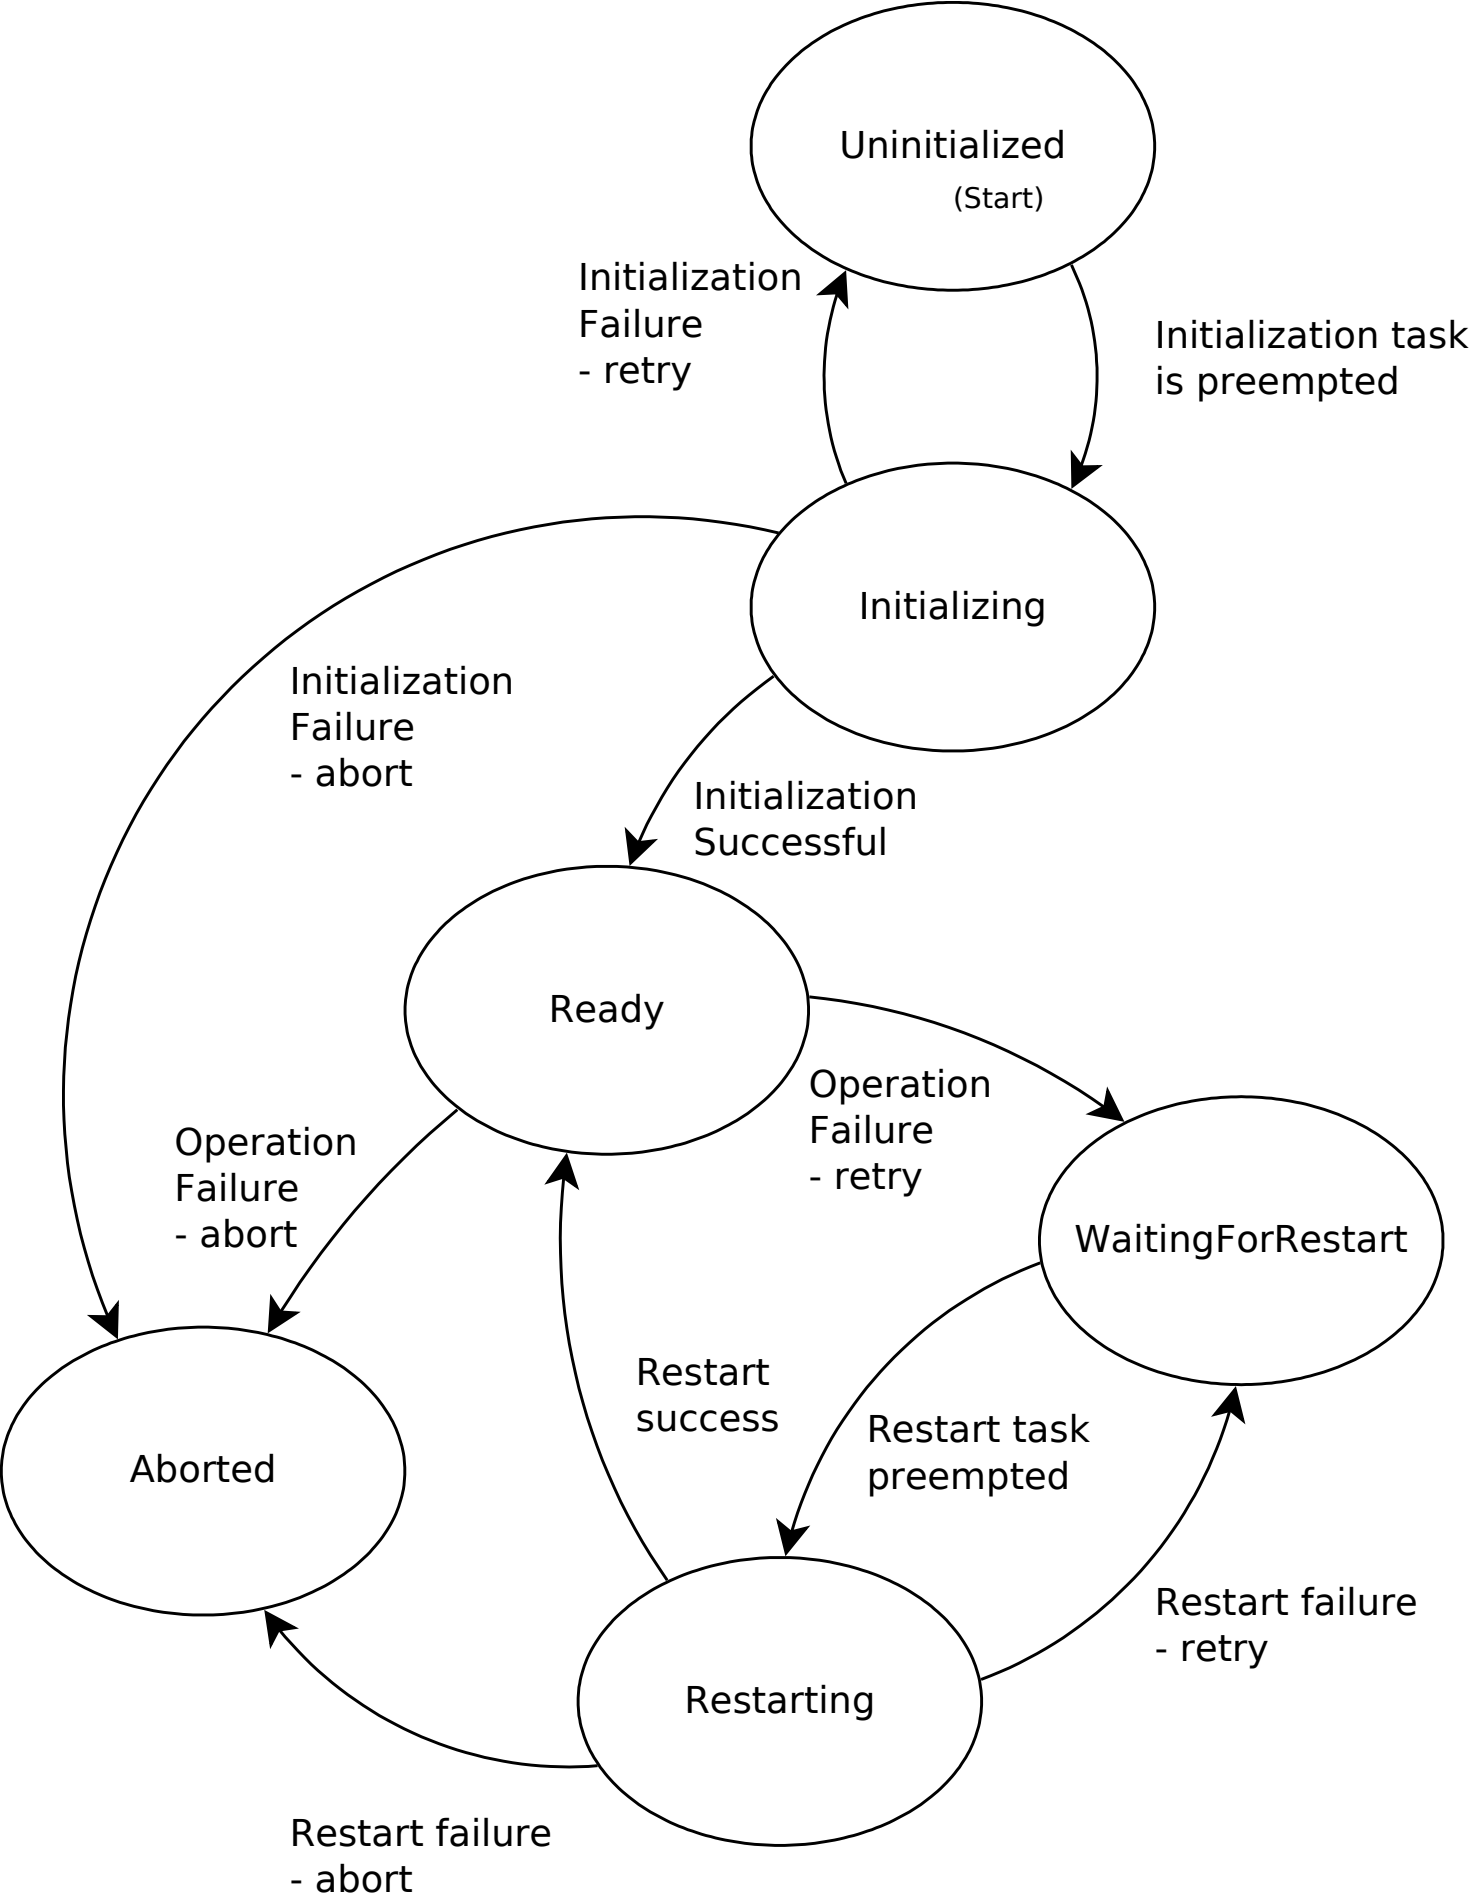 Uninitialized
(Start)
Initialization
Failure
- retry
Initialization task
is preempted
Initializing
Initialization
Failure
- abort
Initialization
Successful
Ready
Operation
Failure
- retry
Operation
Failure
- abort
WaitingForRestart
Restart
success
Restart task
preempted
Aborted
Restart failure
- retry
Restarting
Restart failure
- abort